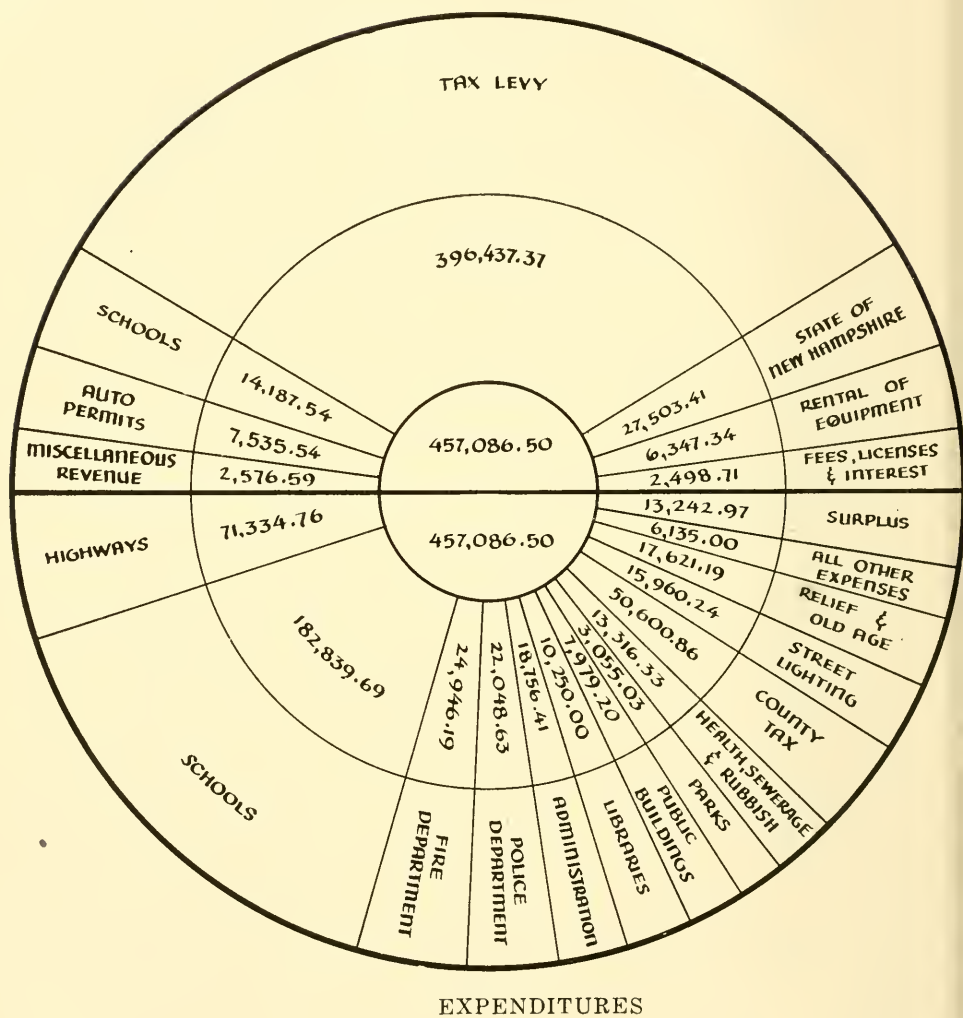 TAX LEVY
396,437.37
SCHOOLS
14,187.54
AUTO
PERMITS
7,535.54
MISCELLANEOUS
REVENUE
2,576.59
STATE OF
NEW HAMPSHIRE
27,503.41
RENTAL OF
EQUIPMENT
6,347.34
FEES, LICENSES
& INTEREST
2,498.71
457,086.50
457,086.50
HIGHWAYS
71,334.76
SCHOOLS
182,839.69
FIRE
DEPARTMENT
24,946.19
POLICE
DEPARTMENT
22,048.63
ADMINISTRATION
18,756.41
LIBRARIES
10,250.00
PUBLIC
BUILDINGS
7,979.20
PARKS
3,055.03
HEALTH, SEWERAGE
& RUBBISH
13,316.33
COUNTY
TAX
50,600.86
STREET
LIGHTING
15,960.24
RELIEF &
OLD AGE
17,621.19
ALL OTHER
EXPENSES
6,135.00
SURPLUS
13,242.97
EXPENDITURES